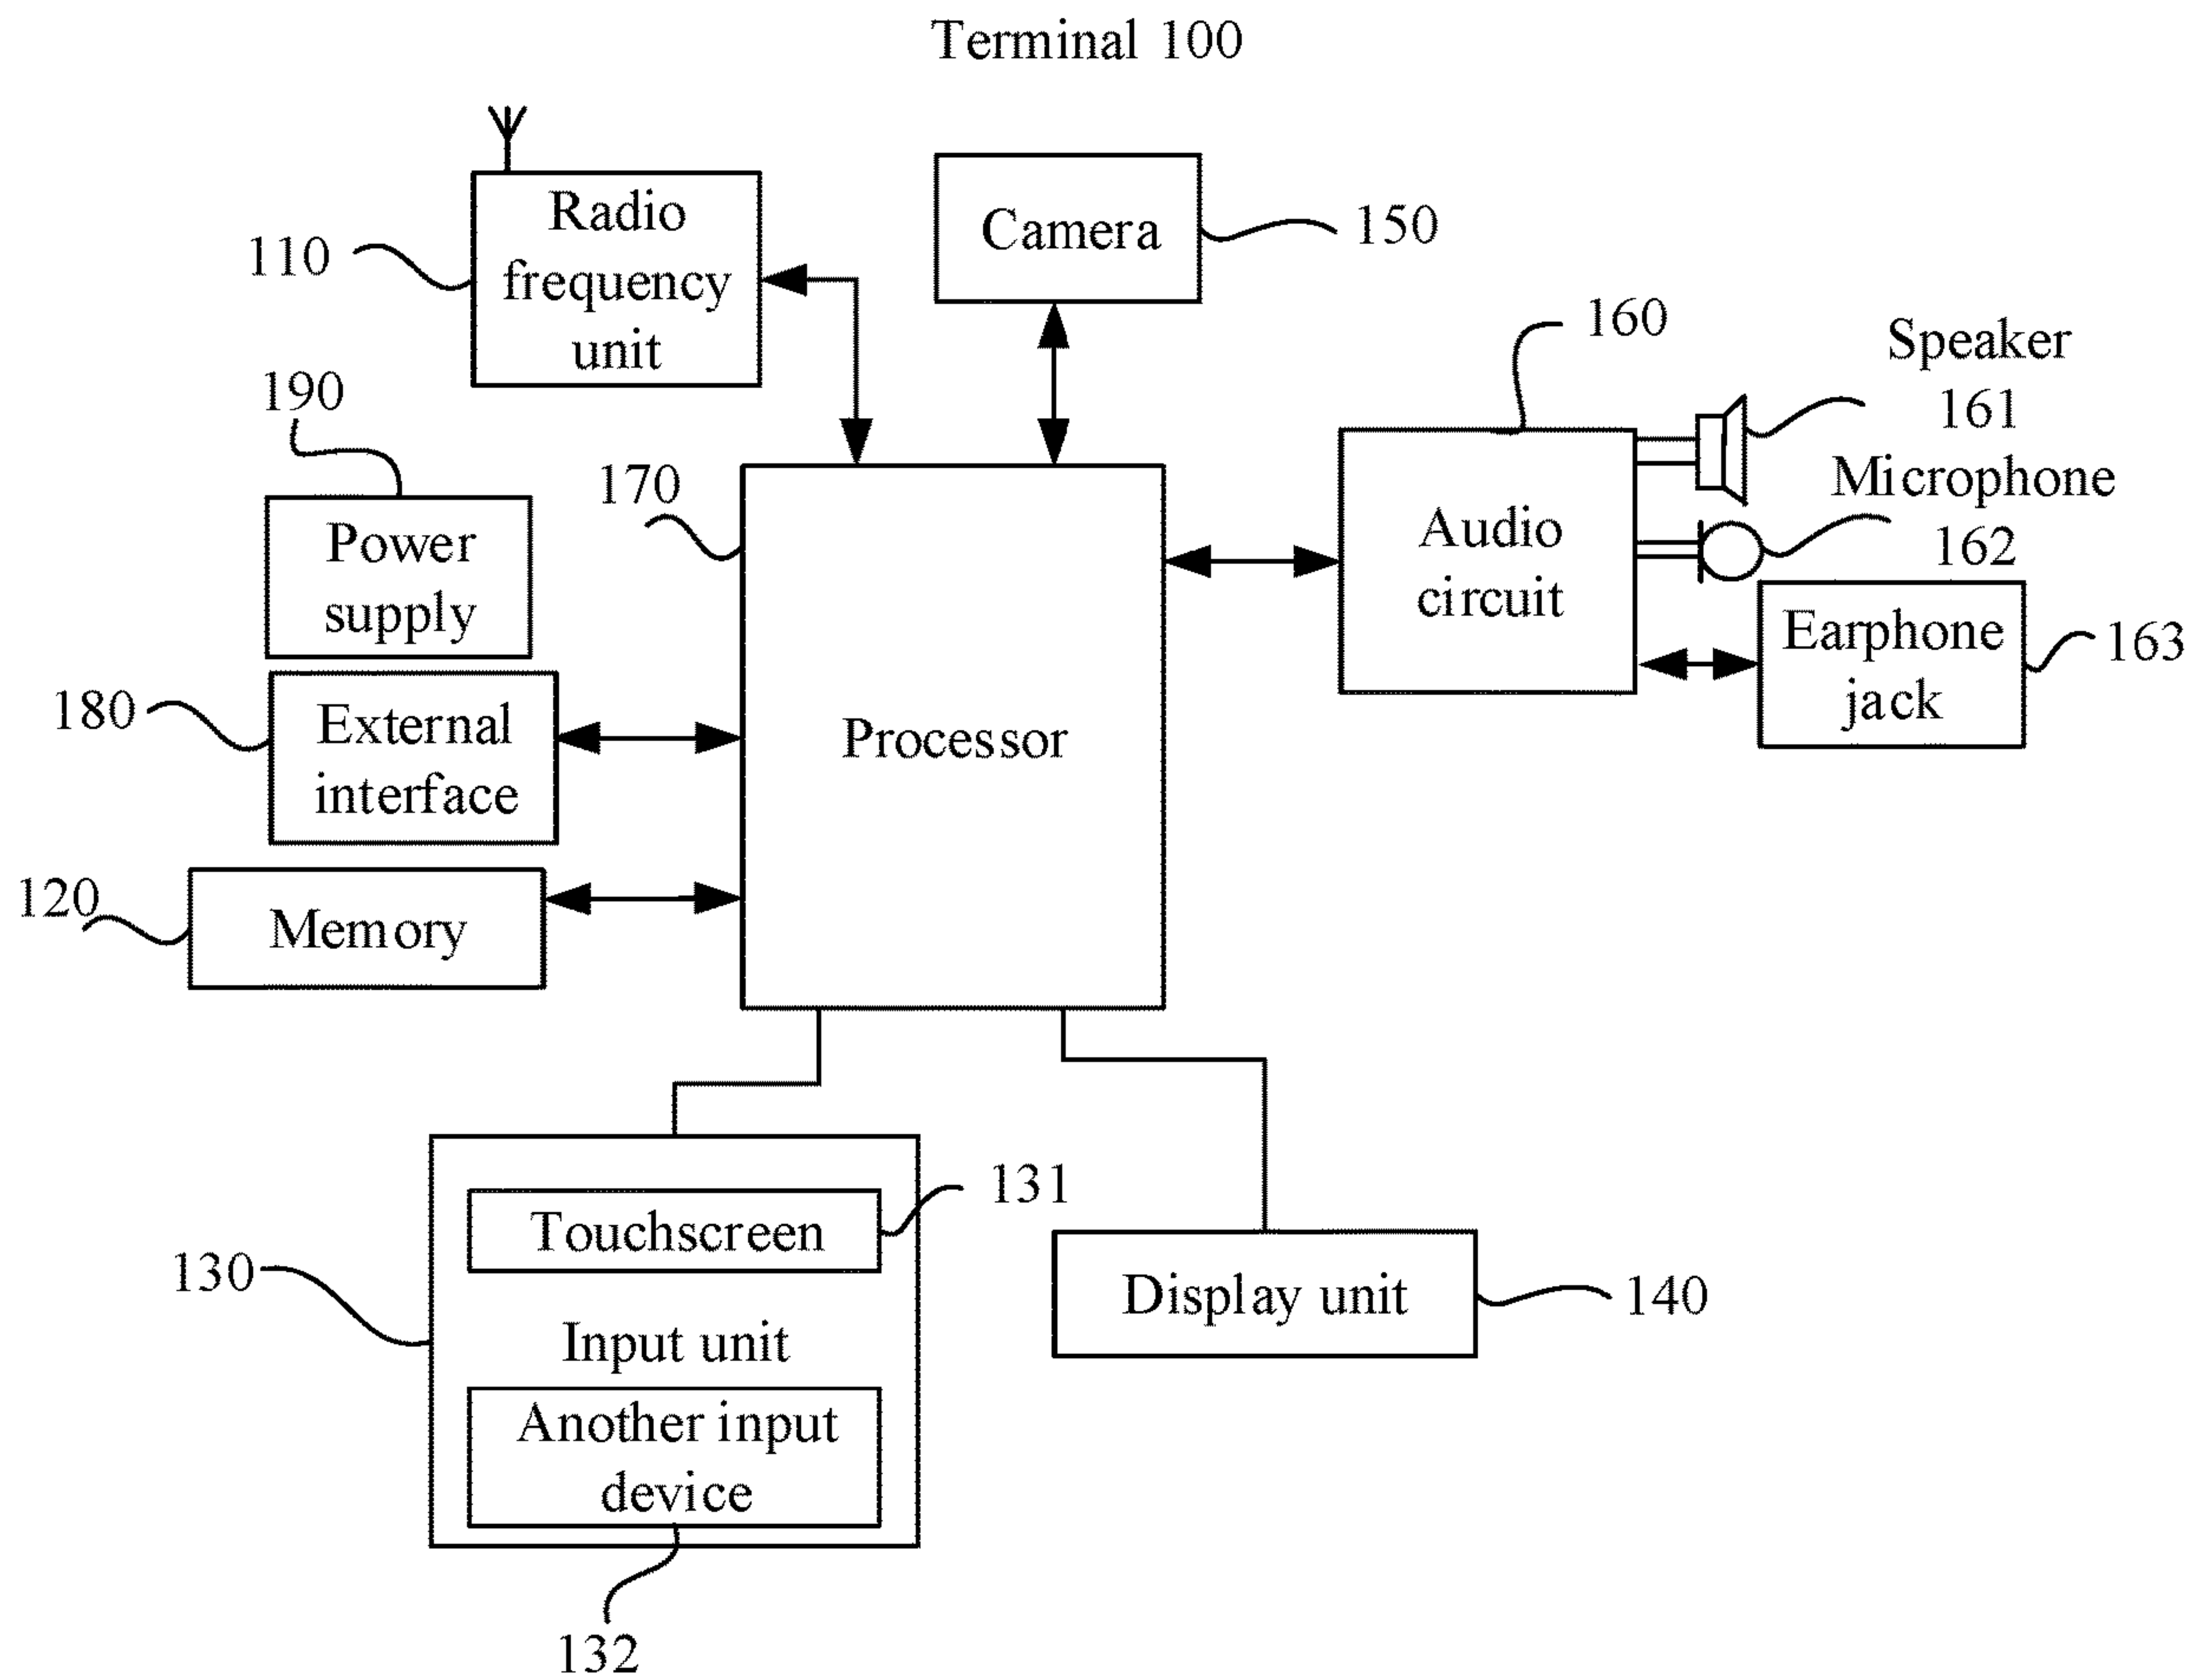 Terminal 100
Radio
frequency
unit
110
Camera
150
190
Power
supply
170
160
Speaker
161
Microphone
162
Audio
circuit
Earphone
jack
163
180
External
interface
Processor
120
Memory
Touchscreen
131
130
Input unit
Another input
device
132
Display unit
140